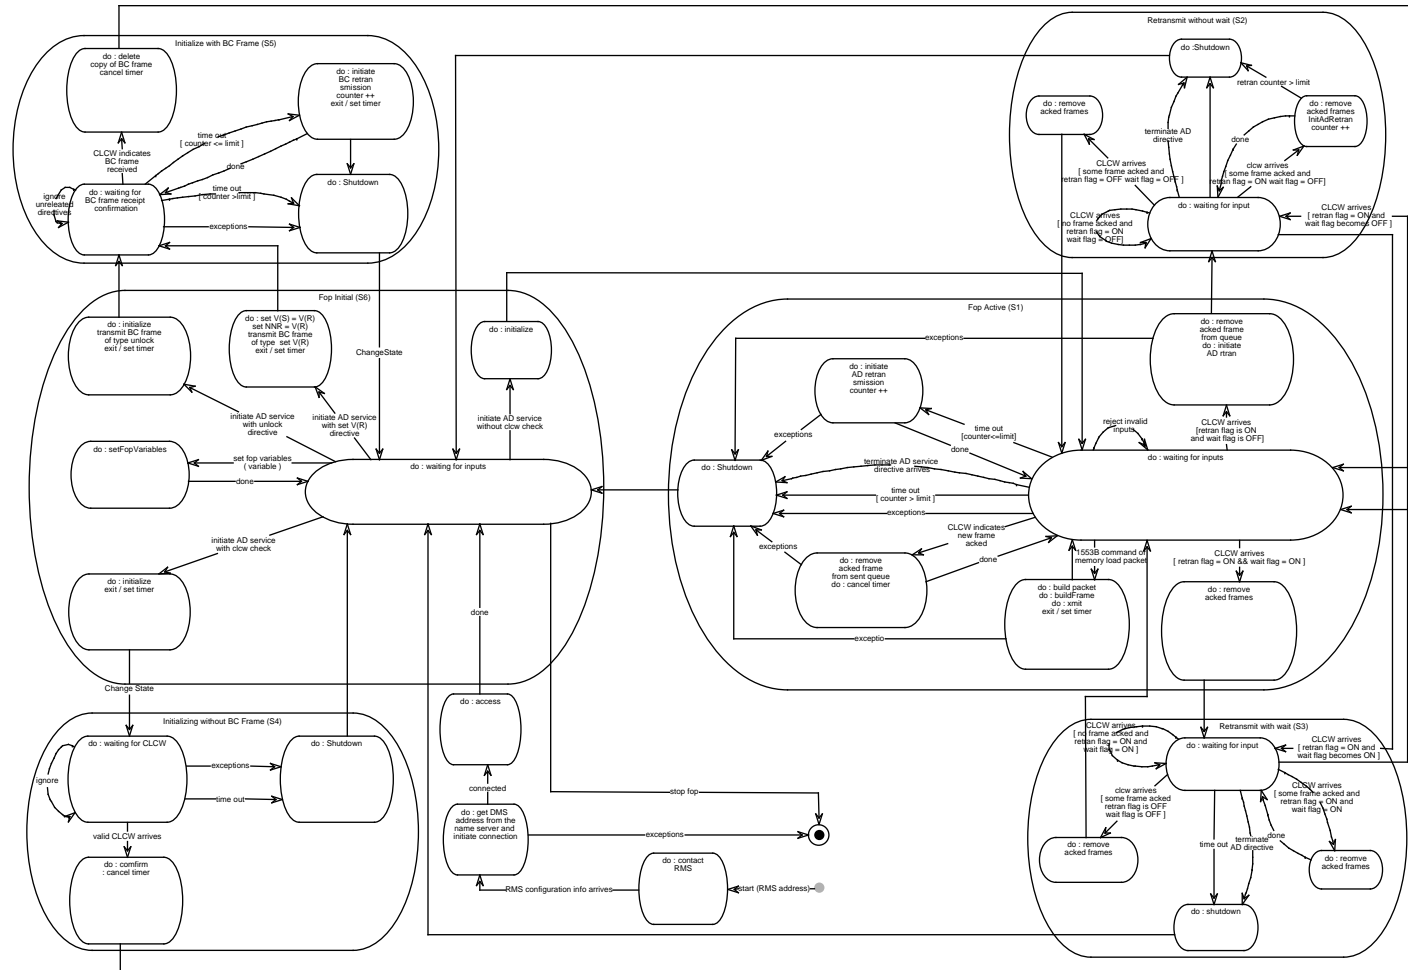 Initialize with BC Frame (S5)
do : delete
copy of BC frame
cancel timer
do : initiate
BC retran
smission
counter ++
exit / set timer
time out
[ counter <= limit ]
done
CLCW indicates
BC frame
received
ignore
unreleated
directives
do : waiting for
BC frame receipt
confirmation
time out
[ counter >limit ]
exceptions
do : Shutdown
Retransmit without wait (S2)
do :Shutdown
retran counter > limit
do : remove
acked frames
do : remove
acked frames
InitAdRetran
counter ++
terminate AD
directive
done
CLCW arrives
[ some frame acked and
retran flag = OFF wait flag = OFF ]
clcw arrives
[ some frame acked and
retran flag = ON wait flag = OFF]
do : waiting for input
CLCW arrives
[ no frame acked and
retran flag = ON
wait flag = OFF]
CLCW arrives
[ retran flag = ON and
wait flag becomes OFF ]
Fop Initial (S6)
do : initialize
transmit BC frame
of type unlock
exit / set timer
do : set V(S) = V(R)
set NNR = V(R)
transmit BC frame
of type  set V(R)
exit / set timer
do : initialize
ChangeState
initiate AD service
with unlock
directive
initiate AD service
with set V(R)
directive
initiate AD service
without clcw check
do : setFopVariables
set fop variables
( variable )
done
do : waiting for inputs
initiate AD service
with clcw check
do : initialize
exit / set timer
Change State
Fop Active (S1)
exceptions
do : remove
acked frame
from queue
do : initiate
AD rtran
do : initiate
AD retran
smission
counter ++
exceptions
time out
[counter<=limit]
done
reject invalid
inputs
CLCW arrives
[retran flag is ON
and wait flag is OFF]
do : Shutdown
terminate AD service
directive arrives
time out
[ counter > limit ]
exceptions
do : waiting for inputs
CLCW indicates
new frame
acked
exceptions
done
do : remove
acked frame
from sent queue
do : cancel timer
1553B command of
memory load packet
CLCW arrives
[ retran flag = ON && wait flag = ON ]
do : build packet
do : buildFrame
do : xmit
exit / set timer
do : remove
acked frames
exceptio
done
do : access
Initializing without BC Frame (S4)
do : waiting for CLCW
do : Shutdown
exceptions
ignore
time out
valid CLCW arrives
do : comfirm
: cancel timer
connected
stop fop
do : get DMS
address from the
name server and
initiate connection
exceptions
do : contact
RMS
RMS configuration info arrives
start (RMS address)
Retransmit with wait (S3)
CLCW arrives
[ no frame acked and
retran flag = ON and
wait flag = ON ]
do : waiting for input
CLCW arrives
[ retran flag = ON and
wait flag becomes ON ]
clcw arrives
[ some frame acked
retran flag is OFF
wait flag is OFF ]
CLCW arrives
[ some frame acked and
retran flag = ON and
wait flag = ON
do : remove
acked frames
time out
terminate
AD directive
done
do : reomve
acked frames
do : shutdown